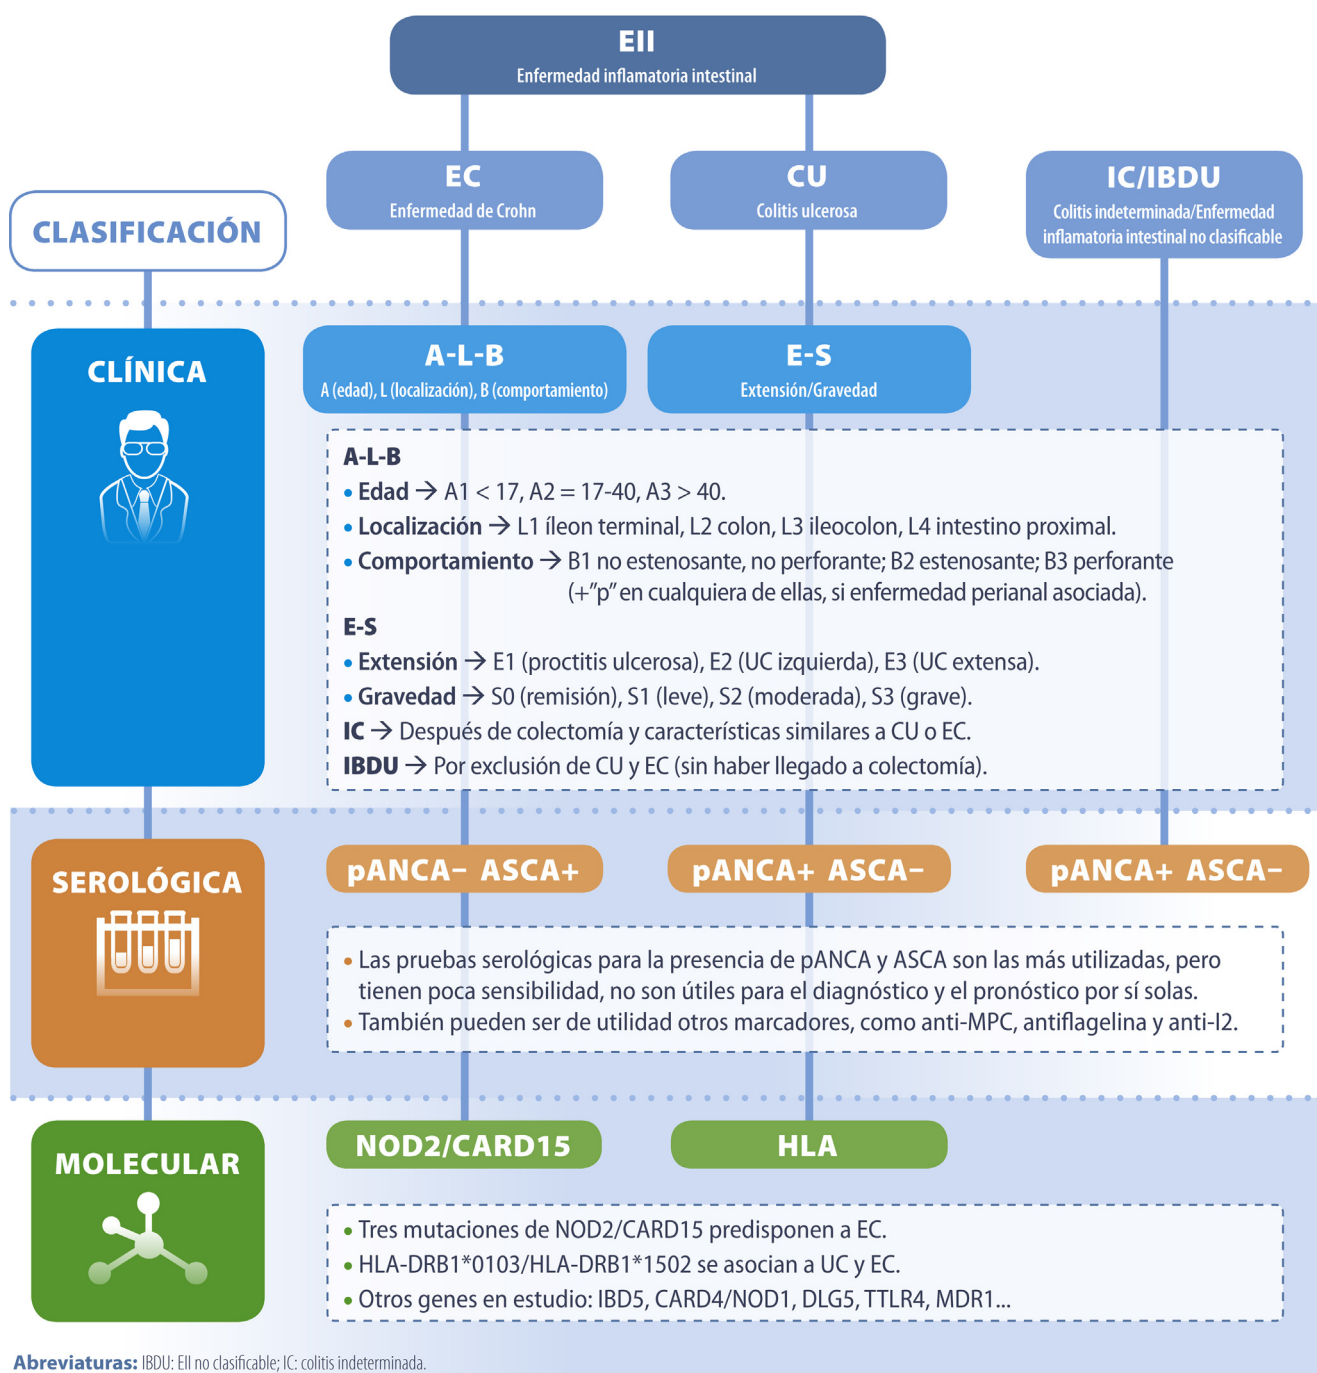 EII
Enfermedad inflamatoria intestinal
EC
Enfermedad de Crohn
CU
Colitis ulcerosa
IC/IBDU
Colitis indeterminada/Enfermedad
inflamatoria intestinal no clasificable
CLASIFICACIÓN
CLÍNICA
A-L-B
A (edad), L (localización), B (comportamiento)
E-S
Extensión/Gravedad
A-L-B
• Edad → A1 < 17, A2 = 17-40, A3 > 40.
• Localización → L1 íleon terminal, L2 colon, L3 ileocolon, L4 intestino proximal.
• Comportamiento → B1 no estenosante, no perforante; B2 estenosante; B3 perforante
(+”p” en cualquiera de ellas, si enfermedad perianal asociada).
E-S
• Extensión → E1 (proctitis ulcerosa), E2 (UC izquierda), E3 (UC extensa).
• Gravedad → S0 (remisión), S1 (leve), S2 (moderada), S3 (grave).
IC → Después de colectomía y características similares a CU o EC.
IBDU → Por exclusión de CU y EC (sin haber llegado a colectomía).
SEROLÓGICA
pANCA– ASCA+
pANCA+ ASCA–
pANCA+ ASCA–
• Las pruebas serológicas para la presencia de pANCA y ASCA son las más utilizadas, pero
tienen poca sensibilidad, no son útiles para el diagnóstico y el pronóstico por sí solas.
• También pueden ser de utilidad otros marcadores, como anti-MPC, antiflagelina y anti-I2.
MOLECULAR
NOD2/CARD15
HLA
• Tres mutaciones de NOD2/CARD15 predisponen a EC.
• HLA-DRB1*0103/HLA-DRB1*1502 se asocian a UC y EC.
• Otros genes en estudio: IBD5, CARD4/NOD1, DLG5, TTLR4, MDR1...
Abreviaturas: IBDU: EII no clasificable; IC: colitis indeterminada.